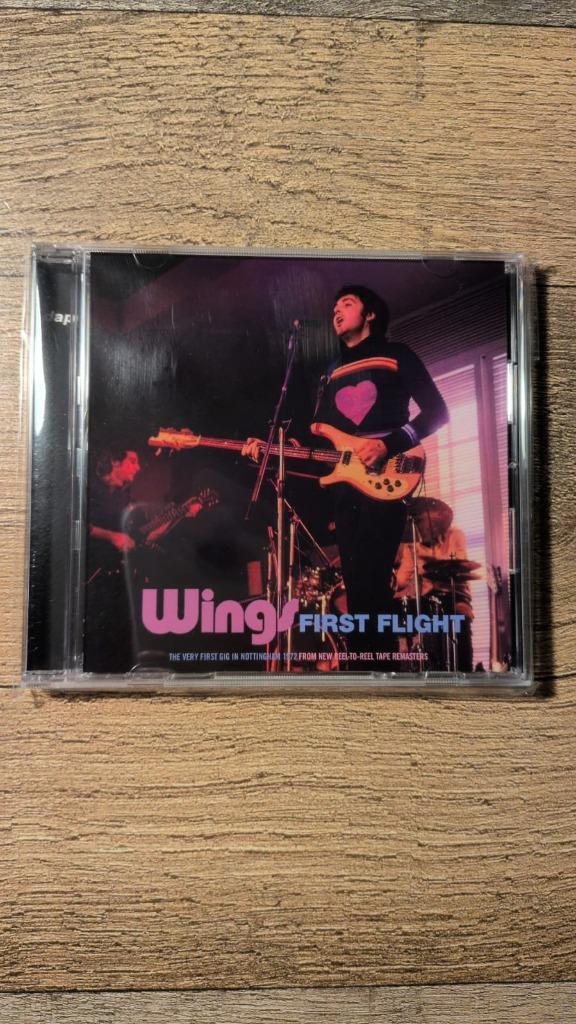 Wings FIRST FLIGHT
THE VERY FIRST GIG IN NOTTINGHAM 1972 FROM NEW REEL-TO-REEL TAPE REMASTERS